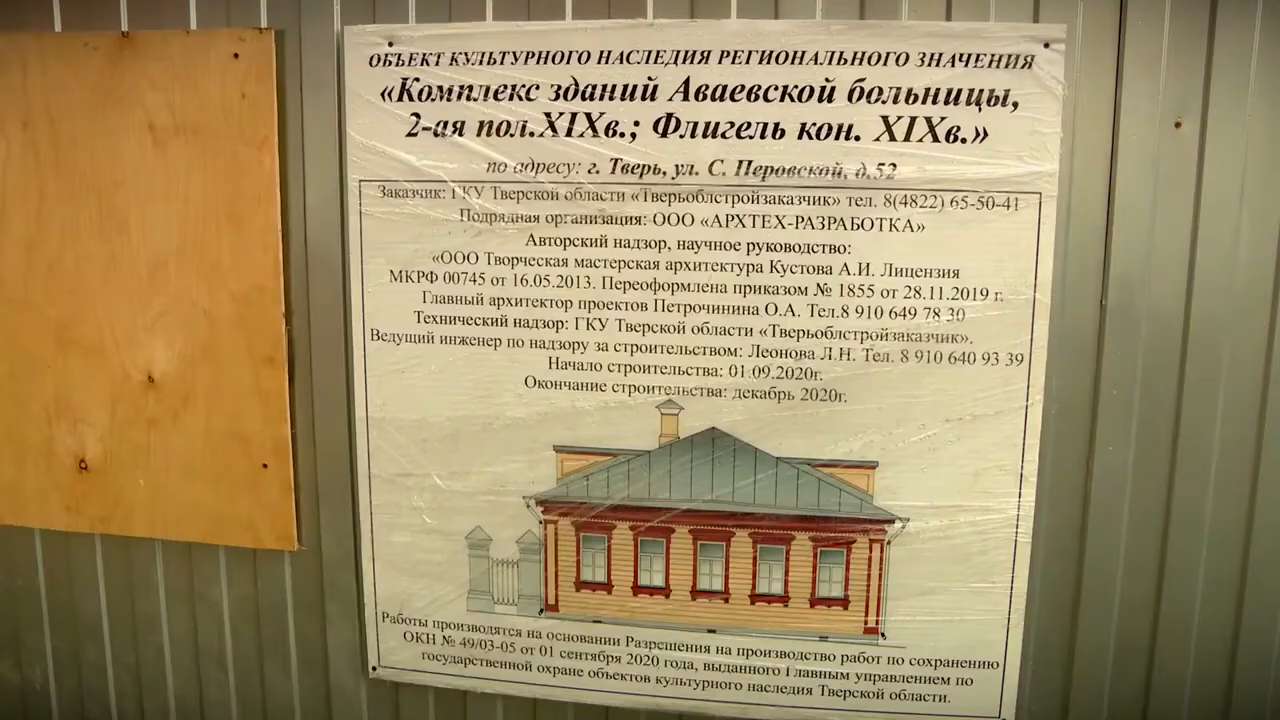 ОБЪЕКТ КУЛЬТУРНОГО НАСЛЕДИЯ РЕГИОНАЛЬНОГО ЗНАЧЕНИЯ
«Комплекс зданий Аваевской больницы,
2-ая пол.XIXв.; Флигель кон. XIXв.»
по адресу: г. Тверь, ул. С. Перовской, д.52
Заказчик: ГКУ Тверской области «Тверьоблстройзаказчик» тел. 8(4822) 65-50-41
Подрядная организация: ООО «АРХТЕХ-РАЗРАБОТКА»
Авторский надзор, научное руководство:
«ООО Творческая мастерская архитектура Кустова А.И. Лицензия
МКРФ 00745 от 16.05.2013. Переоформлена приказом № 1855 от 28.11.2019 г.
Главный архитектор проектов Петрочинина О.А. Тел.8 910 649 78 30
Технический надзор: ГКУ Тверской области «Тверьоблстройзаказчик».
Ведущий инженер по надзору за строительством: Леонова Л.Н. Тел. 8 910 640 93 39
Начало строительства: 01.09.2020г.
Окончание строительства: декабрь 2020г.
Работы производятся на основании Разрешения на производство работ по сохранению
ОКН № 49/03-05 от 01 сентября 2020 года, выданного Главным управлением по
государственной охране объектов культурного наследия Тверской области.